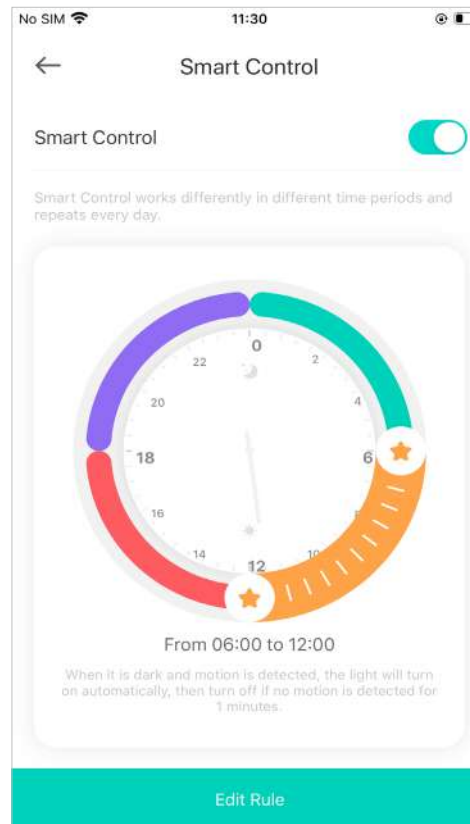 No SIM 11:30
Smart Control
Smart Control
Smart Control works differently in different time periods and
repeats every day.
0
22 2
20 4
18 6
16
14 10
12
From 06:00 to 12:00
When it is dark and motion is detected, the light will turn
on automatically, then turn off if no motion is detected for
1 minutes.
Edit Rule